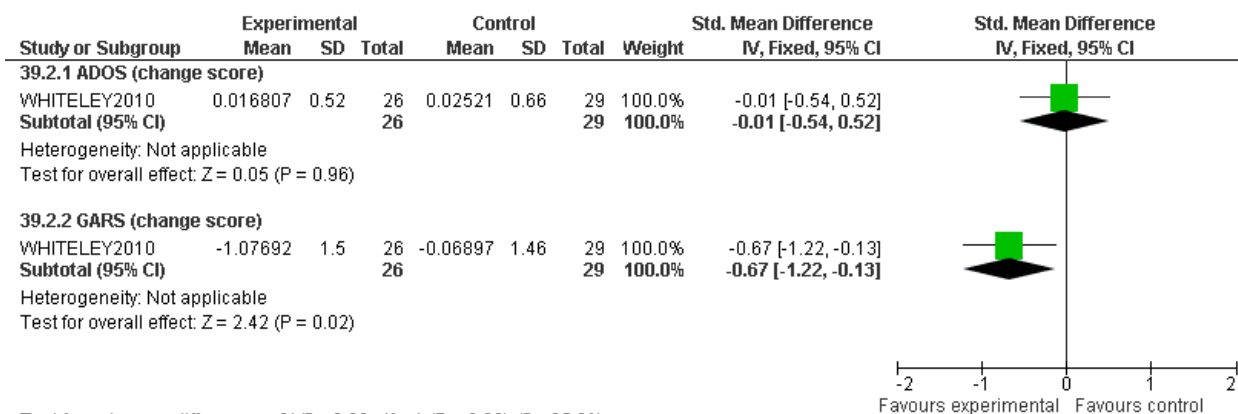 Experimental Control Std. Mean Difference Std. Mean Difference
Study or Subgroup Mean SD Total Mean SD Total Weight IV, Fixed, 95% CI IV, Fixed, 95% CI
39.2.1 ADOS (change score)
WHITELEY2010 0.016807 0.52 26 0.02521 0.66 29 100.0% -0.01 [-0.54, 0.52]
Subtotal (95% CI) 26 29 100.0% -0.01 [-0.54, 0.52]
Heterogeneity: Not applicable
Test for overall effect: Z = 0.05 (P = 0.96)
39.2.2 GARS (change score)
WHITELEY2010 -1.07692 1.5 26 -0.06897 1.46 29 100.0% -0.67 [-1.22, -0.13]
Subtotal (95% CI) 26 29 100.0% -0.67 [-1.22, -0.13]
Heterogeneity: Not applicable
Test for overall effect: Z = 2.42 (P = 0.02)
-2 -1 0 1 2
Favours experimental Favours control